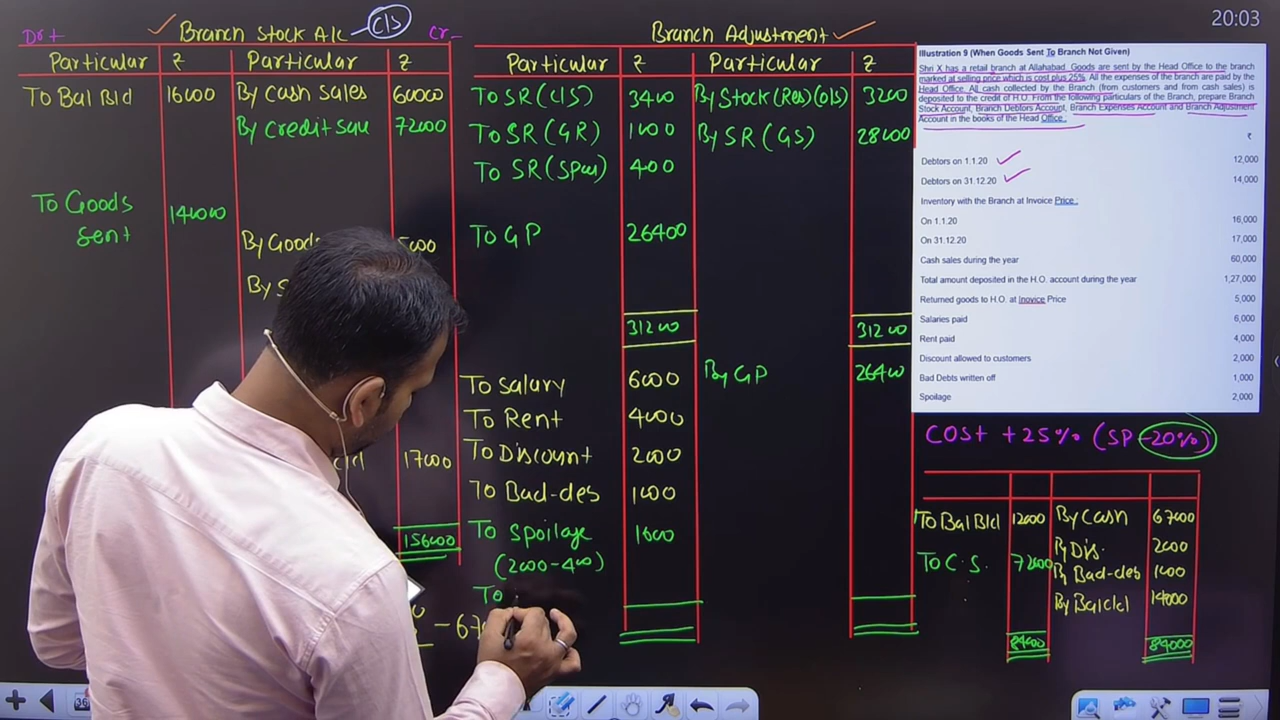 20:03
Dr+
Branch Stock A/c
C/S
Cr-
Particular
₹
Particular
₹
To Bal B/d
16000
By Cash Sales
60000
By Credit Sale
72000
To Goods
Sent
140000
By Goods
5000
By S
17000
156000
Branch Adjustment
Particular
₹
Particular
₹
To SR (C/S)
3400
By Stock (Res) (O/S)
3200
To SR (GR)
1000
By SR (GS)
28000
To SR (Spoi)
400
To GP
26400
31200
31200
To Salary
6000
By GP
26400
To Rent
4000
To Discount
2000
To Bad-des
1000
To Spoilage
1600
(2000-400)
To
Illustration 9 (When Goods Sent To Branch Not Given)
Shri X has a retail branch at Allahabad. Goods are sent by the Head Office to the branch
marked at selling price which is cost plus 25%. All the expenses of the branch are paid by the
Head Office. All cash collected by the Branch (from customers and from cash sales) is
deposited to the credit of H.O. From the following particulars of the Branch, prepare Branch
Stock Account, Branch Debtors Account, Branch Expenses Account and Branch Adjustment
Account in the books of the Head Office.
₹
Debtors on 1.1.20 12,000
Debtors on 31.12.20 14,000
Inventory with the Branch at Invoice Price.
On 1.1.20 16,000
On 31.12.20 17,000
Cash sales during the year 60,000
Total amount deposited in the H.O. account during the year 1,27,000
Returned goods to H.O. at Inovice Price 5,000
Salaries paid 6,000
Rent paid 4,000
Discount allowed to customers 2,000
Bad Debts written off 1,000
Spoilage 2,000
Cost +25% (SP -20%)
To Bal B/d
12000
By Cash
67000
To C.S.
72000
By Dis.
2000
By Bad-des
1000
By Bal c/d
14000
84000
84000